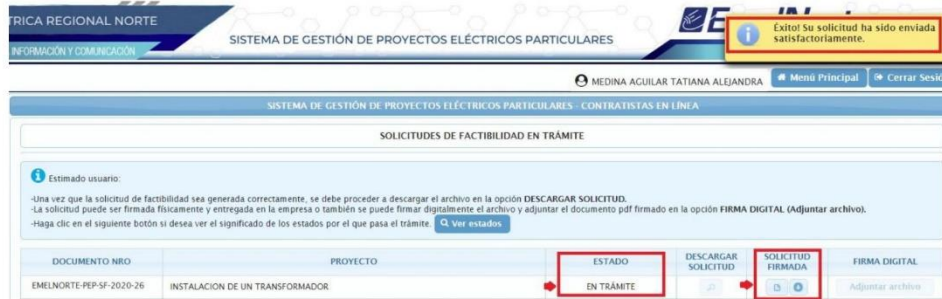 TRICA REGIONAL NORTE
INFORMACIÓN Y COMUNICACIÓN
SISTEMA DE GESTIÓN DE PROYECTOS ELÉCTRICOS PARTICULARES
Éxito! Su solicitud ha sido enviada
satisfactoriamente.
MEDINA AGUILAR TATIANA ALEJANDRA Menú Principal Cerrar Sesió
SISTEMA DE GESTIÓN DE PROYECTOS ELÉCTRICOS PARTICULARES - CONTRATISTAS EN LÍNEA
SOLICITUDES DE FACTIBILIDAD EN TRÁMITE
Estimado usuario:
-Una vez que la solicitud de factibilidad sea generada correctamente, se debe proceder a descargar el archivo en la opción DESCARGAR SOLICITUD.
-La solicitud puede ser firmada físicamente y entregada en la empresa o también se puede firmar digitalmente el archivo y adjuntar el documento pdf firmado en la opción FIRMA DIGITAL (Adjuntar archivo).
-Haga clic en el siguiente botón si desea ver el significado de los estados por el que pasa el trámite. Ver estados
DOCUMENTO NRO PROYECTO ESTADO DESCARGAR SOLICITUD SOLICITUD FIRMADA FIRMA DIGITAL
EMELNORTE-PEP-SF-2020-26 INSTALACION DE UN TRANSFORMADOR EN TRÁMITE Adjuntar archivo